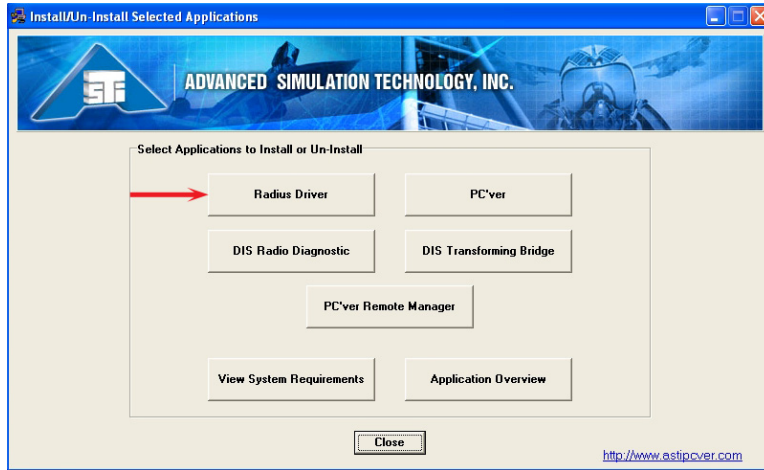 Install/Un-Install Selected Applications
STi
ADVANCED SIMULATION TECHNOLOGY, INC.
Select Applications to Install or Un-Install
Radius Driver
PC'ver
DIS Radio Diagnostic
DIS Transforming Bridge
PC'ver Remote Manager
View System Requirements
Application Overview
Close
http://www.astipcver.com